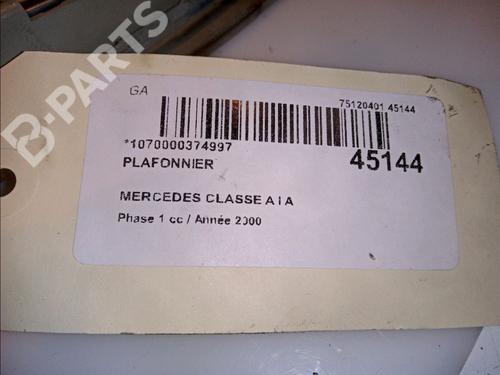 B-PARTS
GA
75120401 45144
*1070000374997
45144
PLAFONNIER
MERCEDES CLASSE A I A
Phase 1 cc / Année 2000